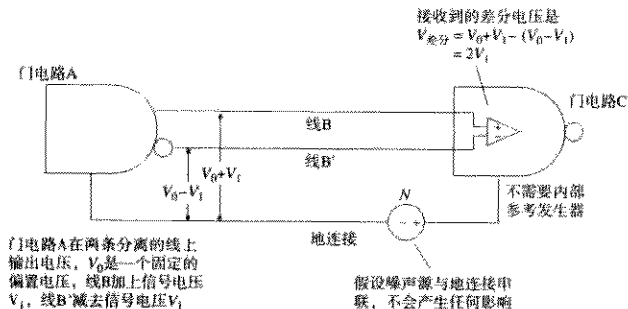 接收到的差分电压是
V差分 = V₀+V₁− (V₀−V₁)
= 2V₁
门电路A
门电路C
线B
线B'
V₀+V₁
V₀−V₁
N
− +
地连接
不需要内部
参考发生器
门电路A在两条分离的线上
输出电压，V₀是一个固定的
偏置电压，线B加上信号电压
V₁，线B'减去信号电压V₁
假设噪声源与地连接串
联，不会产生任何影响